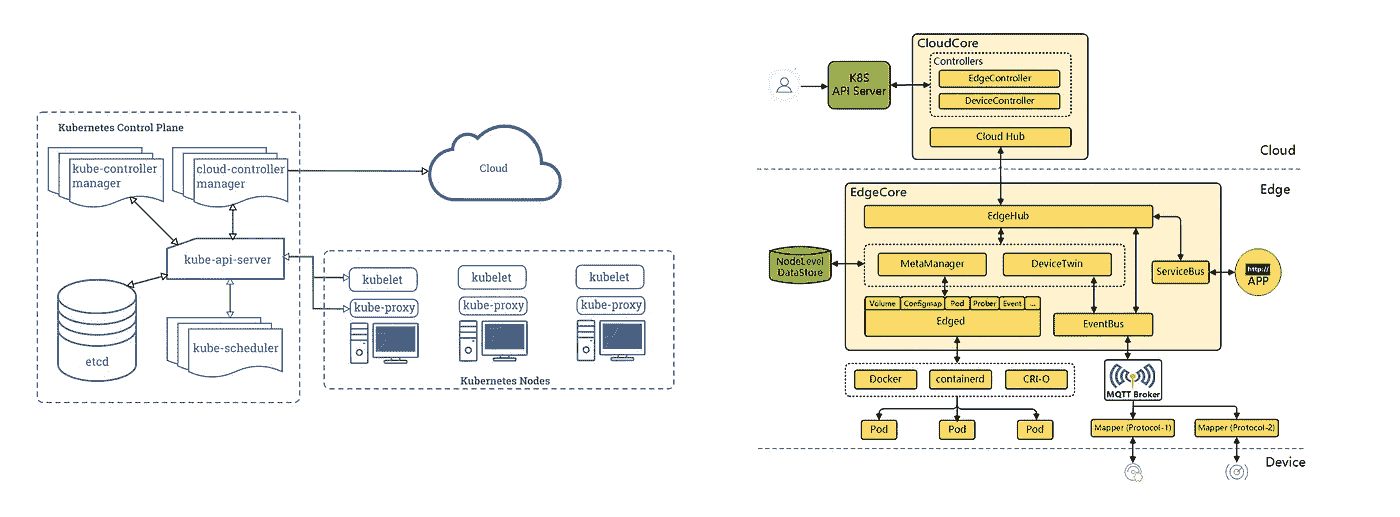 Kubernetes Control Plane
kube-controller
manager
cloud-controller
manager
Cloud
kube-api-server
etcd
kube-scheduler
kubelet
kubelet
kubelet
kube-proxy
kube-proxy
kube-proxy
Kubernetes Nodes
CloudCore
Controllers
EdgeController
DeviceController
Cloud Hub
K8S
API Server
Cloud
Edge
EdgeCore
EdgeHub
NodeLevel
DataStore
MetaManager
DeviceTwin
ServiceBus
http://
APP
Volume
Configmap
Pod
Prober
Event
...
Edged
EventBus
Docker
containerd
CRI-O
MQTT Broker
Pod
Pod
Pod
Mapper (Protocol-1)
Mapper (Protocol-2)
Device